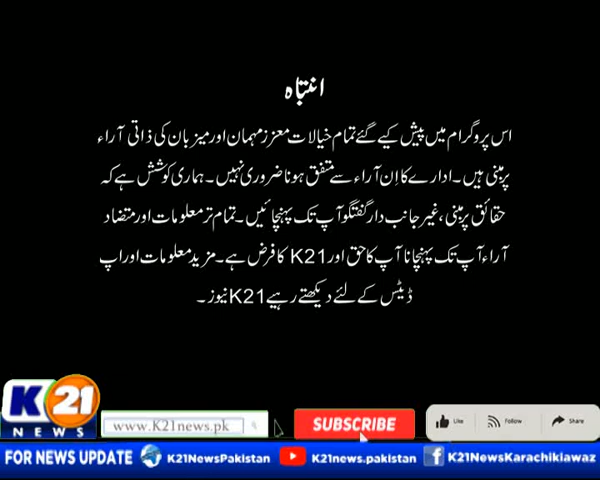 انتباہ
اس پروگرام میں پیش کیے گئے تمام خیالات معزز مہمان اور میزبان کی ذاتی آراء
پر مبنی ہیں۔ ادارے کا اِن آراء سے متفق ہونا ضروری نہیں۔ ہماری کوشش ہے کہ
حقائق پر مبنی، غیر جانب دار گفتگو آپ تک پہنچائیں۔ تمام تر معلومات اور متضاد
آراء آپ تک پہنچانا آپ کا حق اور K21 کا فرض ہے۔ مزید معلومات اور اپ
ڈیٹس کے لئے دیکھتے رہیے K21 نیوز۔
K21
NEWS
www.K21news.pk
SUBSCRIBE
Like
Follow
Share
FOR NEWS UPDATE
K21NewsPakistan
K21news.pakistan
K21NewsKarachikiawaz